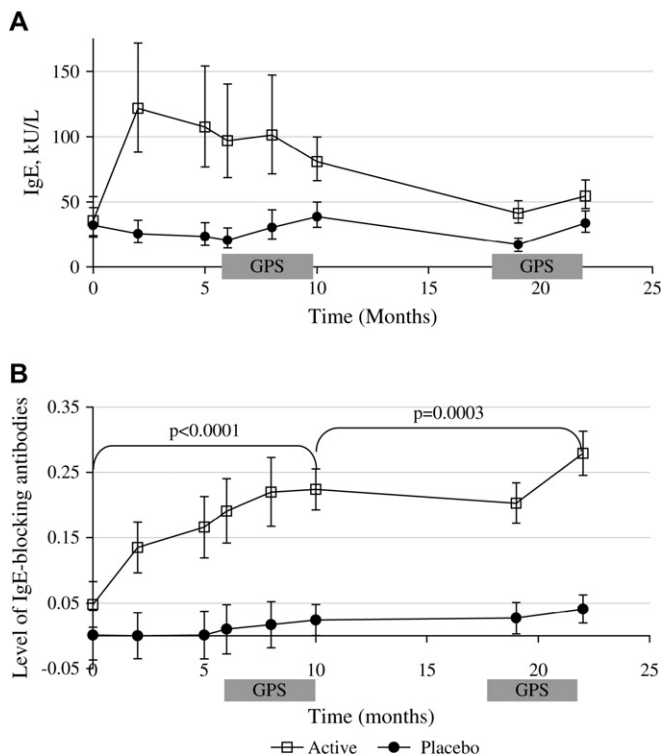 A
IgE, kU/L
150
100
50
0
GPS
GPS
0
5
10
15
20
25
Time (Months)
B
Level of IgE-blocking antibodies
0.35
0.25
0.15
0.05
-0.05
p<0.0001
p=0.0003
0
5
10
15
20
25
GPS
GPS
Time (months)
Active
Placebo